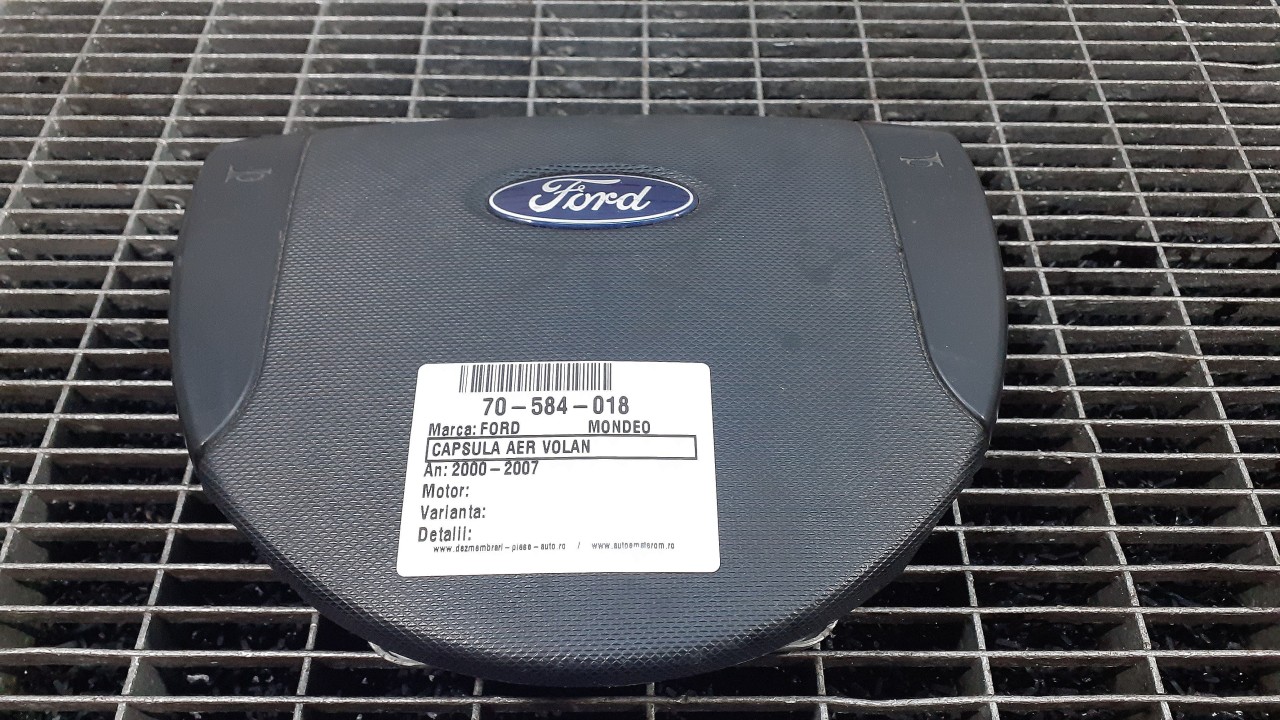 Ford
70-584-018
Marca: FORD MONDEO
CAPSULA AER VOLAN
An: 2000-2007
Motor:
Varianta:
Detalii:
www.dezmembrari-piese-auto.ro / www.autoemiterom.ro